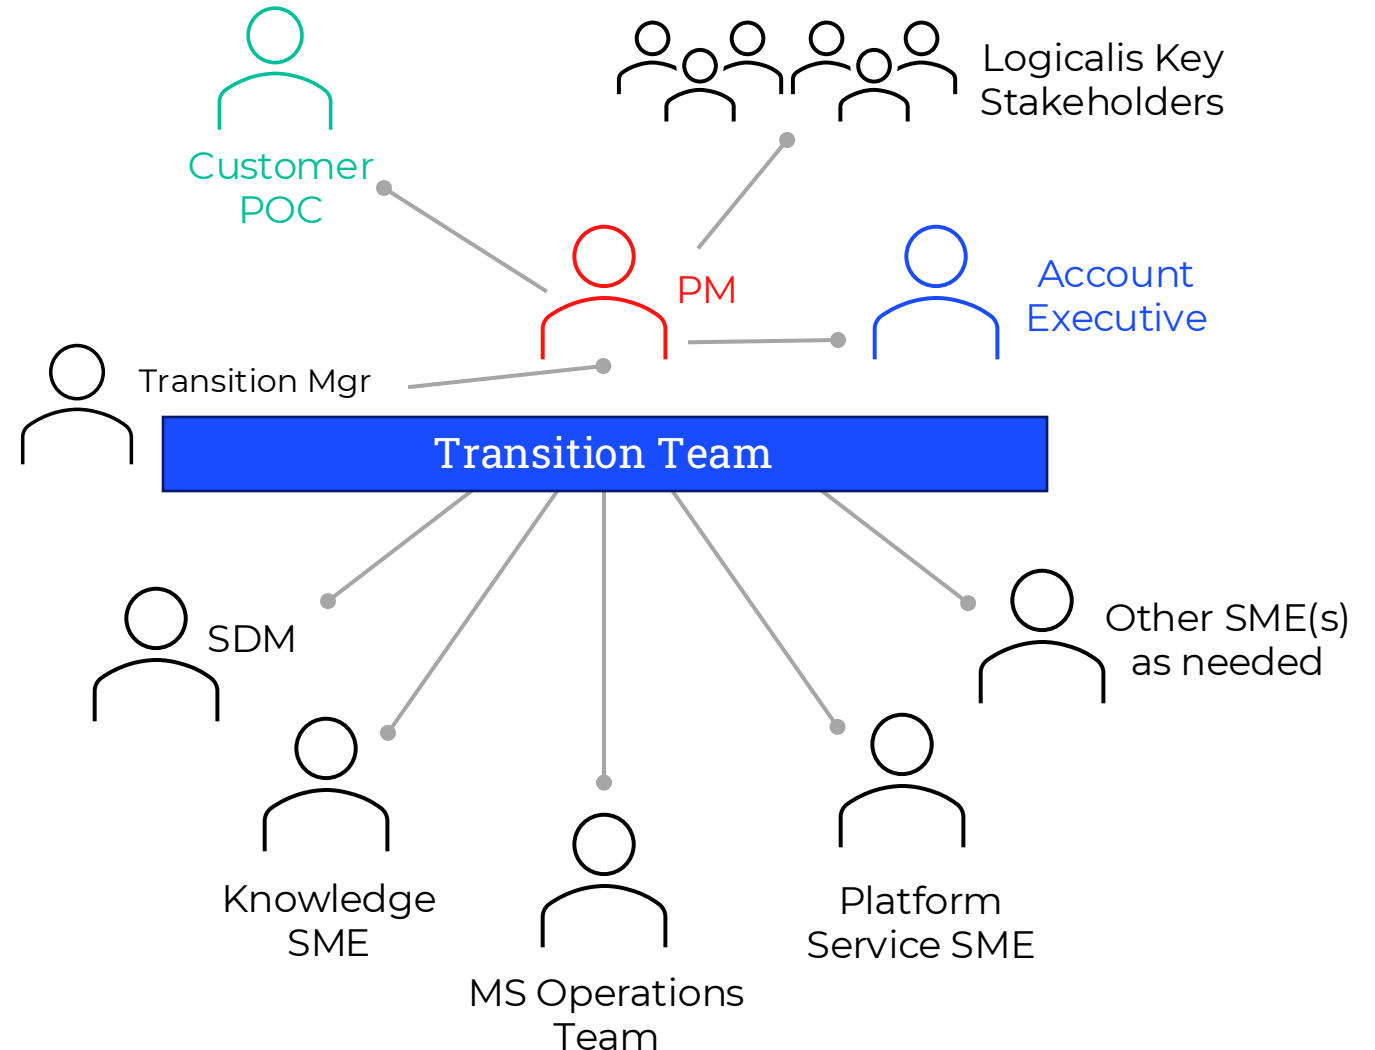 Logicalis Key
Stakeholders
Customer
POC
PM
Account
Executive
Transition Mgr
Transition Team
SDM
Other SME(s)
as needed
Knowledge
SME
Platform
Service SME
MS Operations
Team